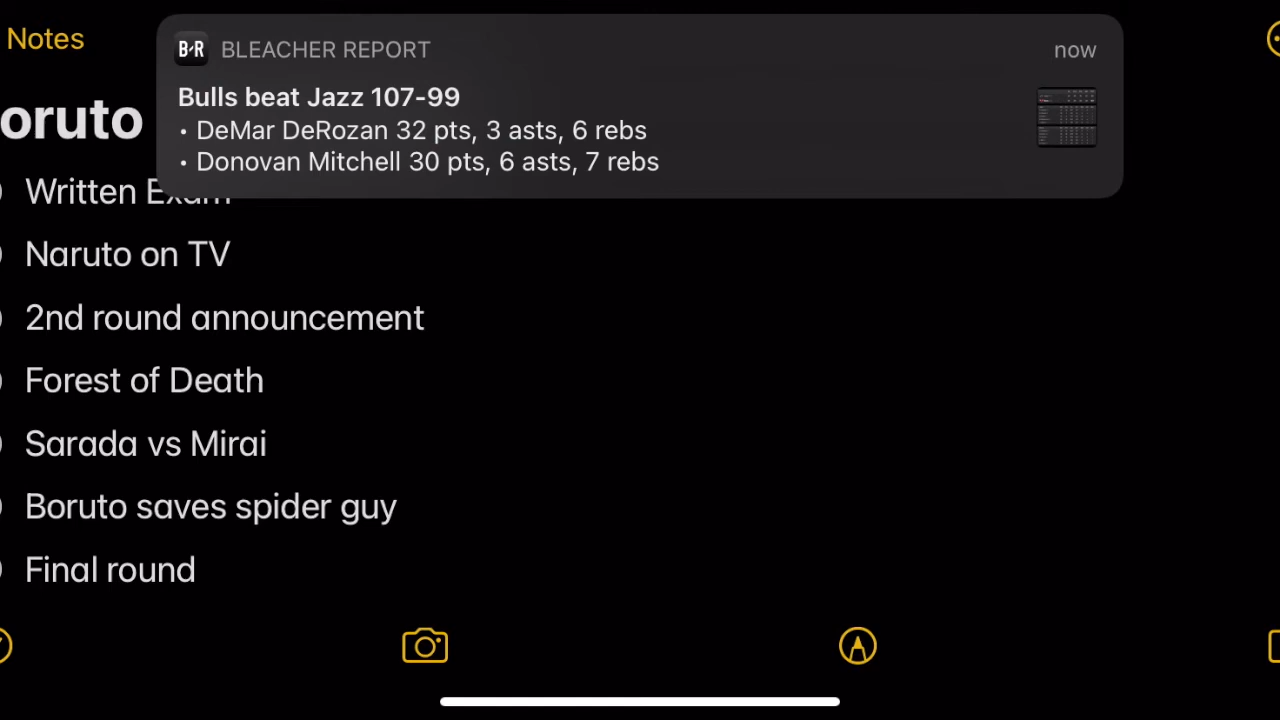 Notes
B/R BLEACHER REPORT now
Bulls beat Jazz 107-99
• DeMar DeRozan 32 pts, 3 asts, 6 rebs
• Donovan Mitchell 30 pts, 6 asts, 7 rebs
oruto
Written Exam
Naruto on TV
2nd round announcement
Forest of Death
Sarada vs Mirai
Boruto saves spider guy
Final round